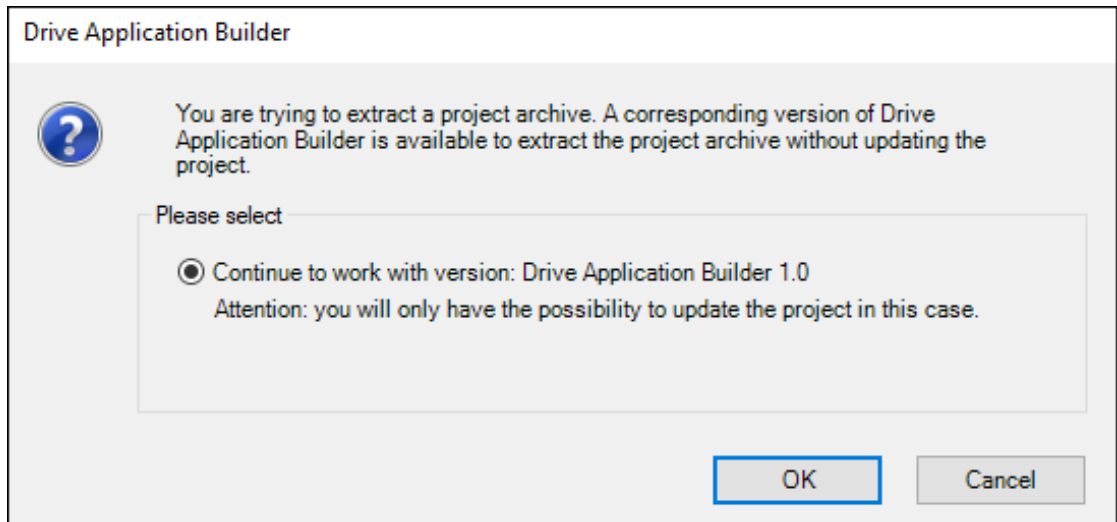 Drive Application Builder
You are trying to extract a project archive. A corresponding version of Drive
Application Builder is available to extract the project archive without updating the
project.
Please select
Continue to work with version: Drive Application Builder 1.0
Attention: you will only have the possibility to update the project in this case.
OK Cancel